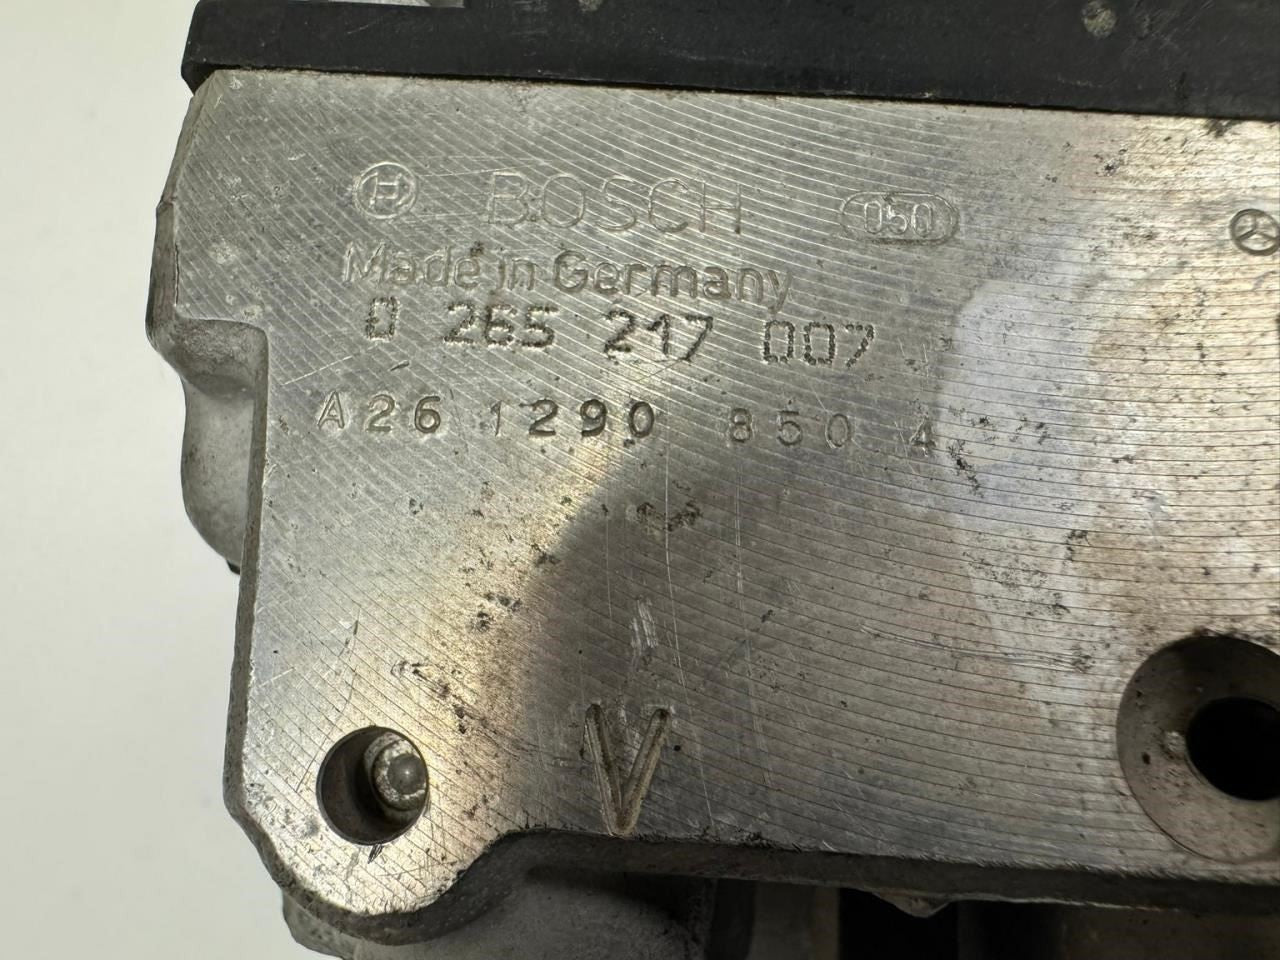 BOSCH 050
Made in Germany
0 265 217 007
A26 1290 850 4
V